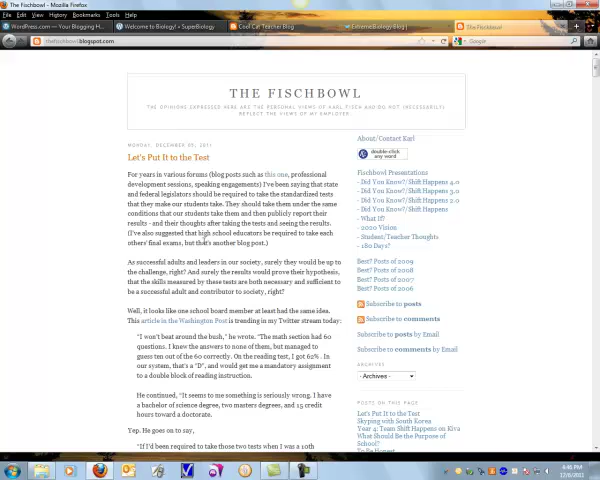 The Fischbowl - Mozilla Firefox
File Edit View History Bookmarks Tools Help
WordPress.com — Your Blogging H... Welcome to Biology! « SuperBiology Cool Cat Teacher Blog Extreme Biology Blog | The Fischbowl
thefischbowl.blogspot.com Google
THE FISCHBOWL
THE OPINIONS EXPRESSED HERE ARE THE PERSONAL VIEWS OF KARL FISCH AND DO NOT (NECESSARILY)
REFLECT THE VIEWS OF MY EMPLOYER.
Let's Put It to the Test
For years in various forums (blog posts such as this one, professional
development sessions, speaking engagements) I've been saying that state
and federal legislators should be required to take the standardized tests
that they make our students take. They should take them under the same
conditions that our students take them and then publicly report their
results - and their thoughts after taking the tests and seeing the results.
(I've also suggested that high school educators be required to take each
others' final exams, but that's another blog post.)
As successful adults and leaders in our society, surely they would be up to
the challenge, right? And surely the results would prove their hypothesis,
that the skills measured by these tests are both necessary and sufficient to
be a successful adult and contributor to society, right?
Well, it looks like one school board member at least had the same idea.
This article in the Washington Post is trending in my Twitter stream today:
"I won't beat around the bush," he wrote. "The math section had 60
questions. I knew the answers to none of them, but managed to
guess ten out of the 60 correctly. On the reading test, I got 62% . In
our system, that's a "D", and would get me a mandatory assignment
to a double block of reading instruction.
He continued, "It seems to me something is seriously wrong. I have
a bachelor of science degree, two masters degrees, and 15 credit
hours toward a doctorate.
Yep. He goes on to say,
"If I'd been required to take those two tests when I was a 10th
About/Contact Karl
double-click
any word
Fischbowl Presentations
- Did You Know?/Shift Happens 4.0
- Did You Know?/Shift Happens 3.0
- Did You Know?/Shift Happens 2.0
- Did You Know?/Shift Happens
- What If?
- 2020 Vision
- Student/Teacher Thoughts
- 180 Days?
Best? Posts of 2009
Best? Posts of 2008
Best? Posts of 2007
Best? Posts of 2006
Subscribe to posts
Subscribe to comments
Subscribe to posts by Email
Subscribe to comments by Email
ARCHIVES
- Archives -
POSTS ON THIS PAGE
Let's Put It to the Test
Skyping with South Korea
Year 4: Team Shift Happens on Kiva
What Should Be the Purpose of
School?
To Be Honest
4:45 PM
12/6/2011